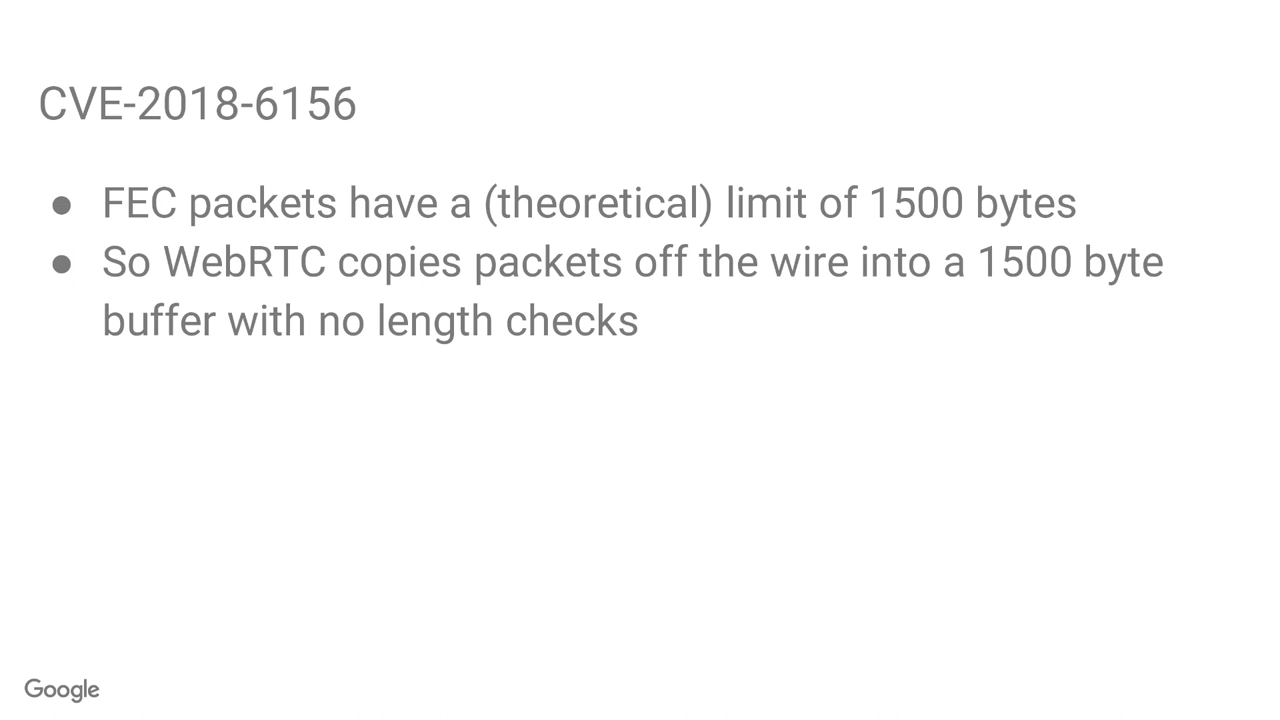 CVE-2018-6156
● FEC packets have a (theoretical) limit of 1500 bytes
● So WebRTC copies packets off the wire into a 1500 byte
buffer with no length checks
Google